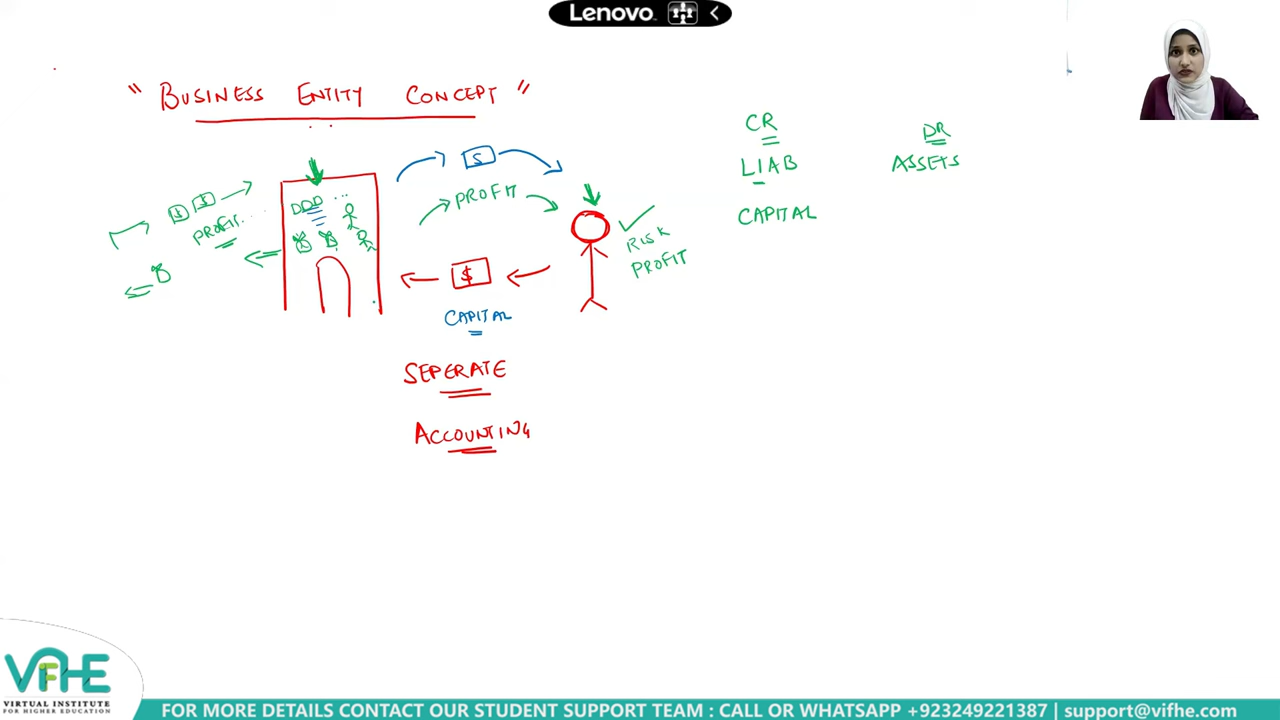 Lenovo
" BUSINESS ENTITY CONCEPT "
CR
DR
LIAB
ASSETS
CAPITAL
$
PROFIT
$ $
PROFIT..
RISK
PROFIT
$
CAPITAL
SEPERATE
ACCOUNTING
VFHE
VIRTUAL INSTITUTE
FOR HIGHER EDUCATION
FOR MORE DETAILS CONTACT OUR STUDENT SUPPORT TEAM : CALL OR WHATSAPP +923249221387 | support@vifhe.com